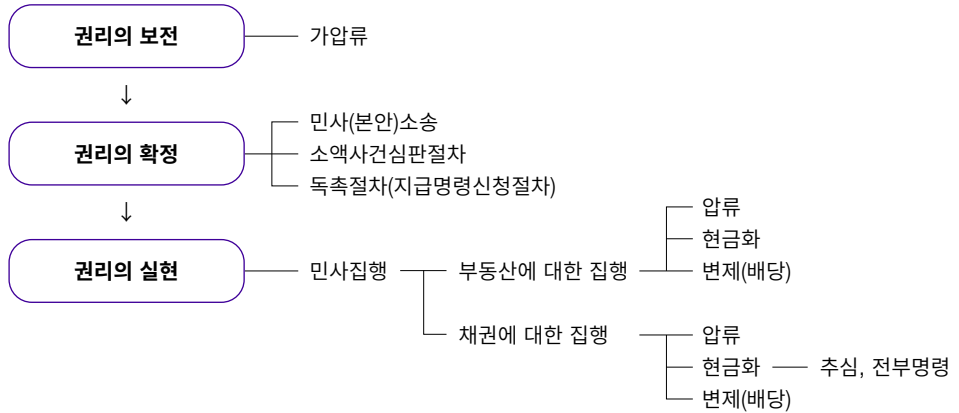 권리의 보전
가압류
↓
권리의 확정
민사(본안)소송
소액사건심판절차
독촉절차(지급명령신청절차)
↓
권리의 실현
민사집행
부동산에 대한 집행
압류
현금화
변제(배당)
채권에 대한 집행
압류
현금화
추심, 전부명령
변제(배당)